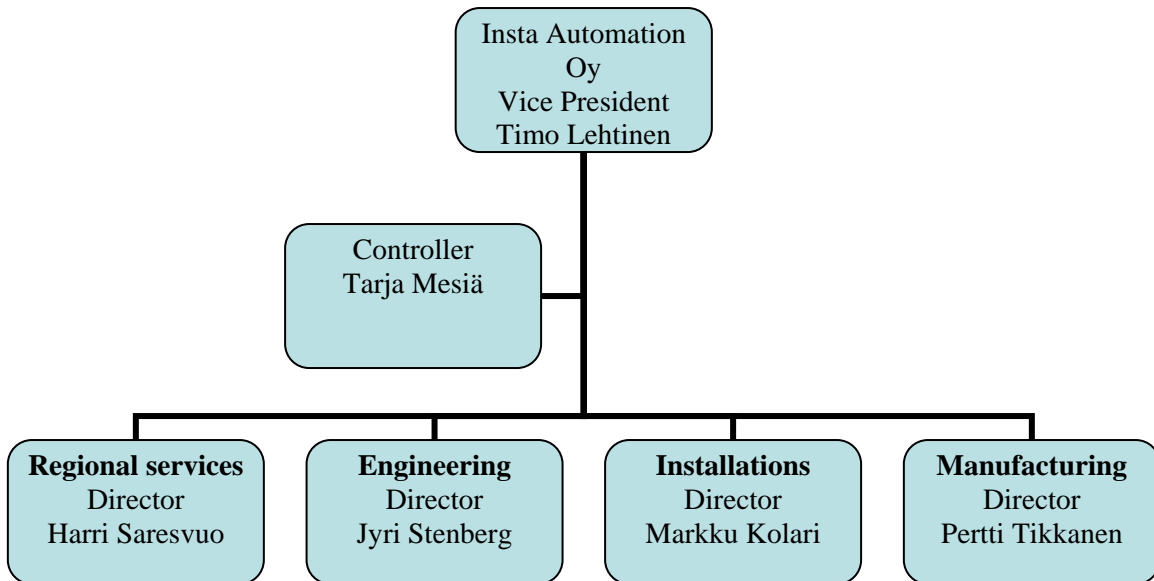 Insta Automation
Oy
Vice President
Timo Lehtinen
Controller
Tarja Mesiä
Regional services
Director
Harri Saresvuo
Engineering
Director
Jyri Stenberg
Installations
Director
Markku Kolari
Manufacturing
Director
Pertti Tikkanen